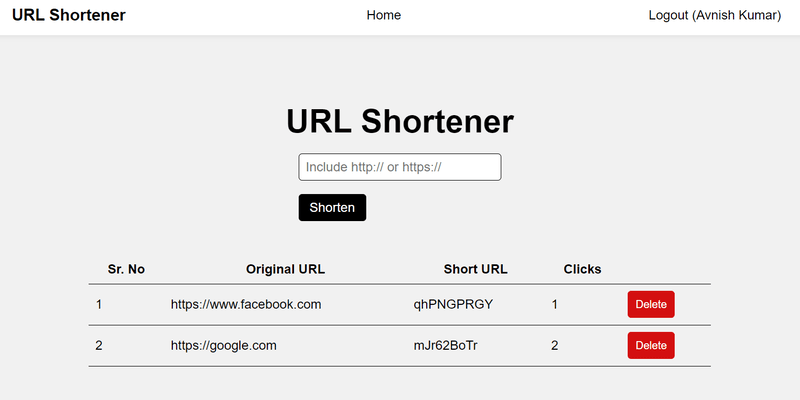 URL Shortener Home Logout (Avnish Kumar)
URL Shortener
Include http:// or https://
Shorten
Sr. No Original URL Short URL Clicks
1 https://www.facebook.com qhPNGPRGY 1 Delete
2 https://google.com mJr62BoTr 2 Delete